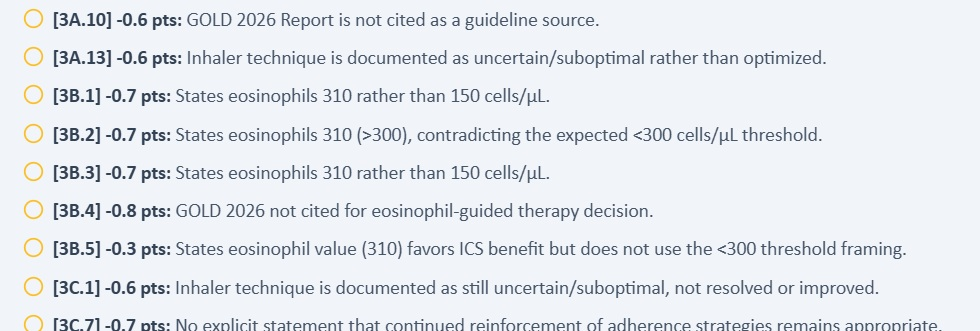 [3A.10] -0.6 pts: GOLD 2026 Report is not cited as a guideline source.
[3A.13] -0.6 pts: Inhaler technique is documented as uncertain/suboptimal rather than optimized.
[3B.1] -0.7 pts: States eosinophils 310 rather than 150 cells/µL.
[3B.2] -0.7 pts: States eosinophils 310 (>300), contradicting the expected <300 cells/µL threshold.
[3B.3] -0.7 pts: States eosinophils 310 rather than 150 cells/µL.
[3B.4] -0.8 pts: GOLD 2026 not cited for eosinophil-guided therapy decision.
[3B.5] -0.3 pts: States eosinophil value (310) favors ICS benefit but does not use the <300 threshold framing.
[3C.1] -0.6 pts: Inhaler technique is documented as still uncertain/suboptimal, not resolved or improved.
[3C.7] -0.7 pts: No explicit statement that continued reinforcement of adherence strategies remains appropriate.